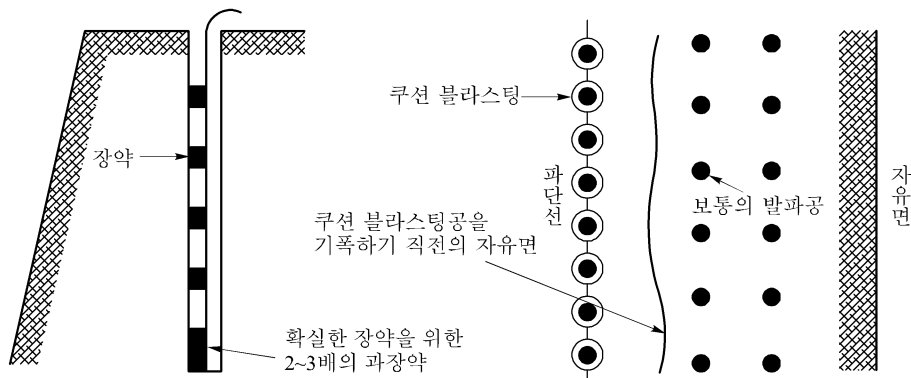 장약
확실한 장약을 위한
2~3배의 과장약
쿠션 블라스팅
파단선
쿠션 블라스팅공을
기폭하기 직전의 자유면
보통의 발파공
자유면